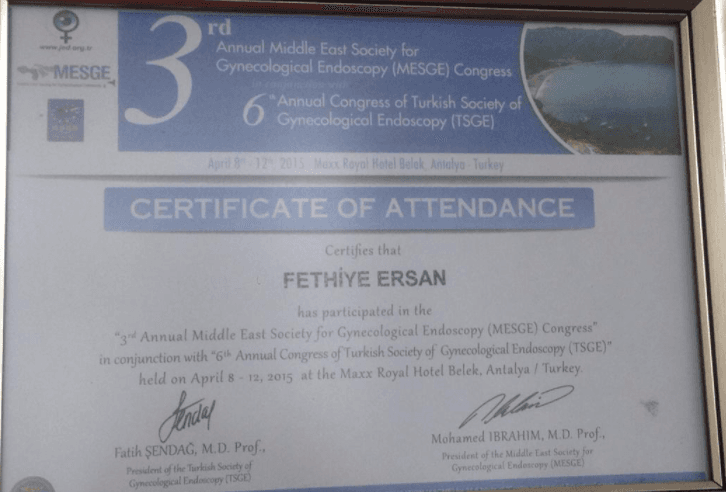 3rd
Annual Middle East Society for
Gynecological Endoscopy (MESGE) Congress
6th Annual Congress of Turkish Society of
Gynecological Endoscopy (TSGE)
MESGE
April 8th - 12th 2015, Maxx Royal Hotel Belek, Antalya - Turkey
CERTIFICATE OF ATTENDANCE
Certifies that
FETHİYE ERSAN
has participated in the
"3rd Annual Middle East Society for Gynecological Endoscopy (MESGE) Congress"
in conjunction with "6th Annual Congress of Turkish Society of Gynecological Endoscopy (TSGE)"
held on April 8 - 12, 2015 at the Maxx Royal Hotel Belek, Antalya / Turkey.
Fatih ŞENDAĞ, M.D. Prof.,
President of the Turkish Society of
Gynecological Endoscopy (TSGE)
Mohamed IBRAHIM, M.D. Prof.,
President of the Middle East Society for
Gynecological Endoscopy (MESGE)